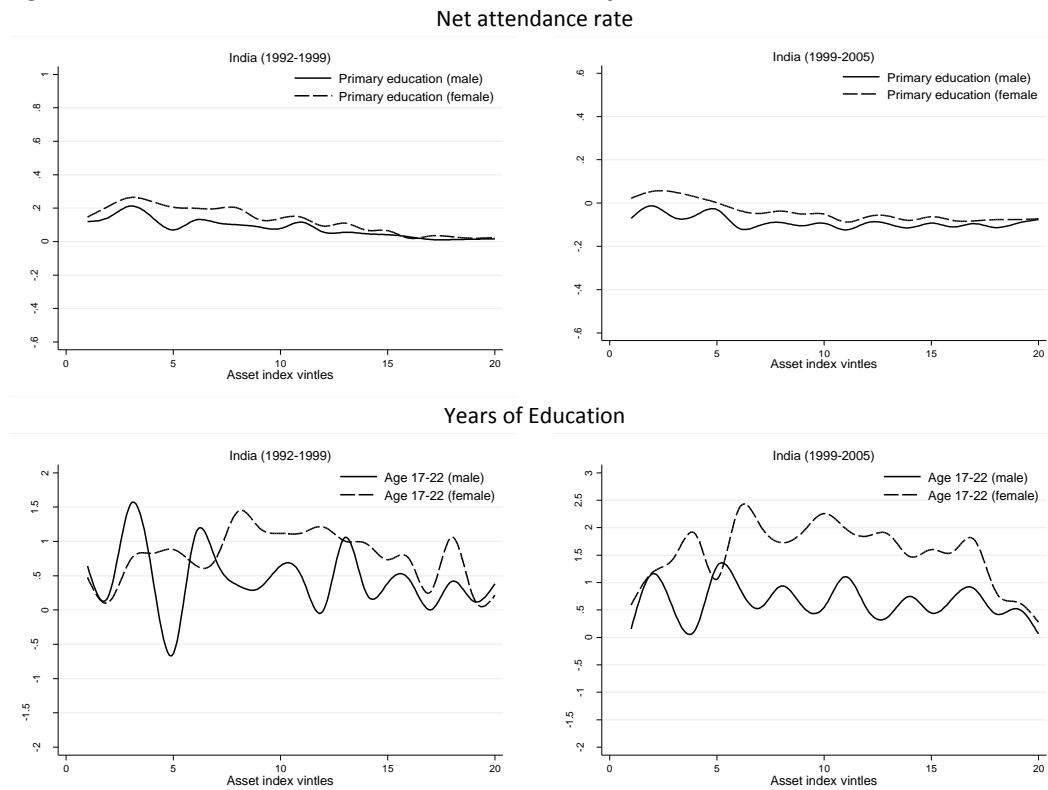 Net attendance rate
India (1992-1999)
Primary education (male)
Primary education (female)
1
.8
.6
.4
.2
0
-.2
-.4
-.6
0 5 10 15 20
Asset index vintles
India (1999-2005)
Primary education (male)
Primary education (female
.6
.4
.2
0
-.2
-.4
-.6
0 5 10 15 20
Asset index vintles
Years of Education
India (1992-1999)
Age 17-22 (male)
Age 17-22 (female)
2
1.5
1
.5
0
-.5
-1
-1.5
-2
0 5 10 15 20
Asset index vintles
India (1999-2005)
Age 17-22 (male)
Age 17-22 (female)
3
2.5
2
1.5
1
.5
0
-.5
-1
-1.5
-2
0 5 10 15 20
Asset index vintles